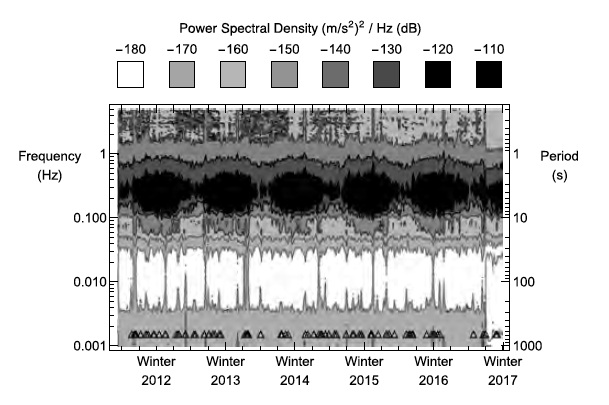 Power Spectral Density (m/s²)² / Hz (dB)
−180 −170 −160 −150 −140 −130 −120 −110
Frequency
(Hz)
Period
(s)
1 1
0.100 10
0.010 100
0.001 1000
Winter Winter Winter Winter Winter Winter
2012 2013 2014 2015 2016 2017